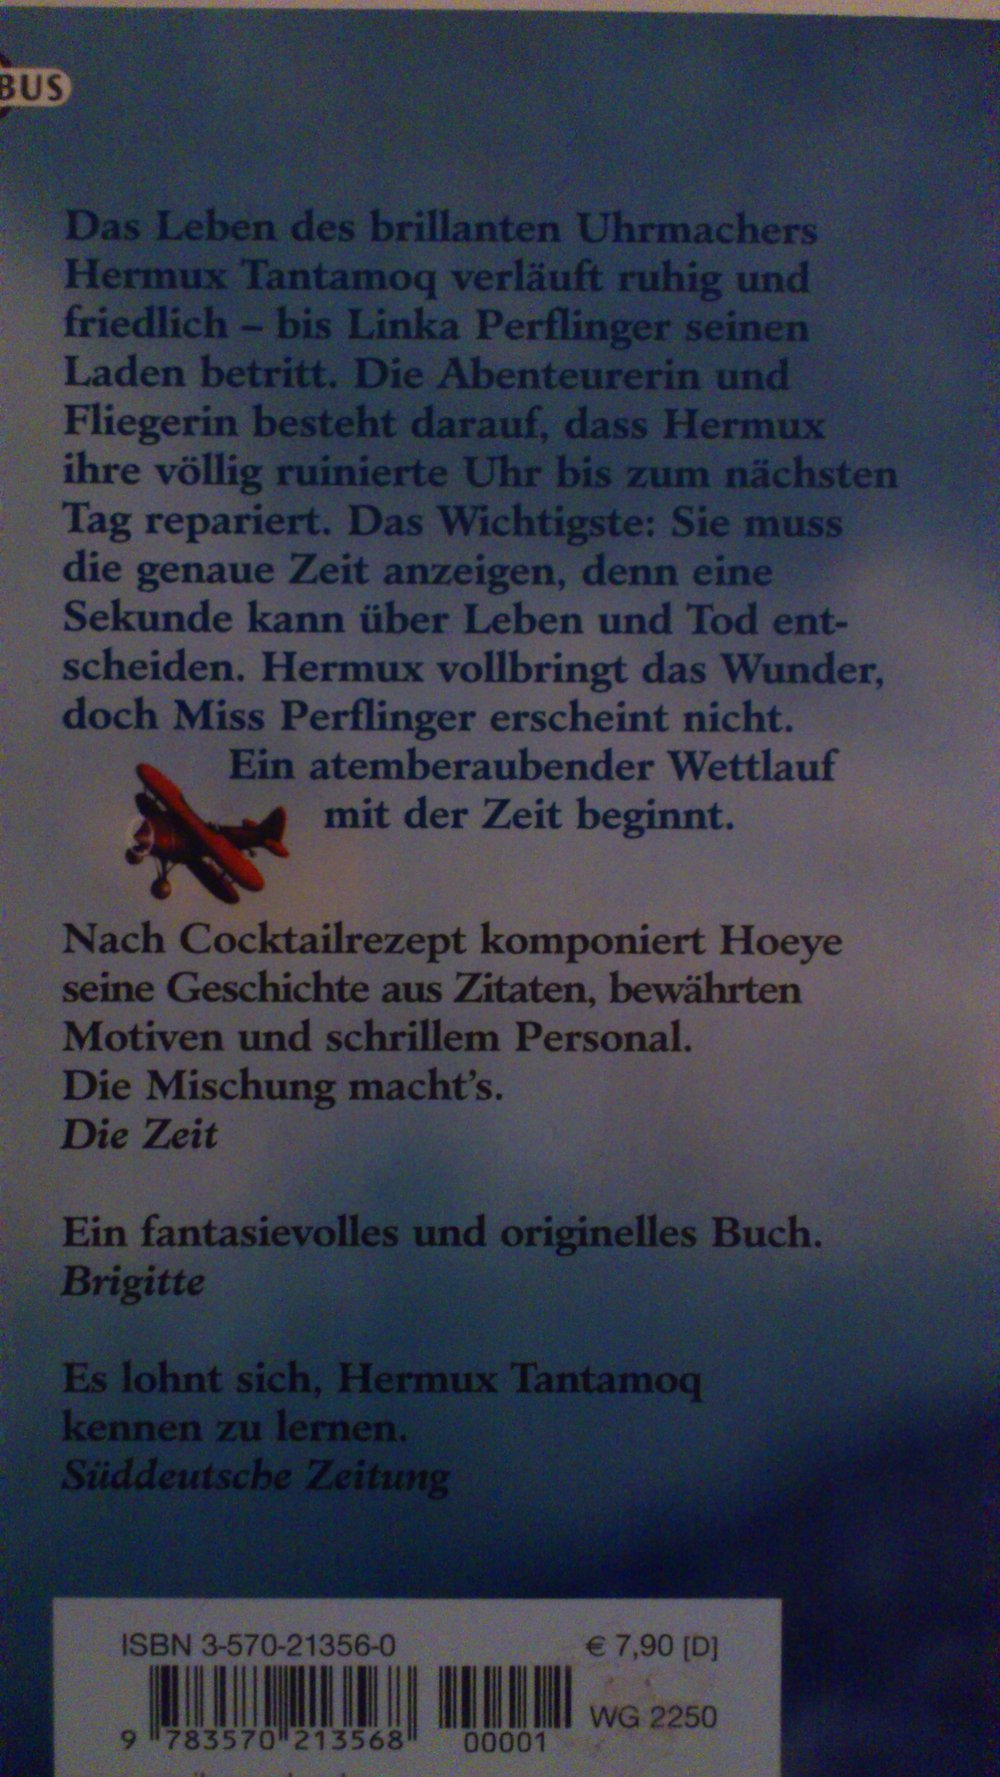 BUS
Das Leben des brillanten Uhrmachers
Hermux Tantamoq verläuft ruhig und
friedlich – bis Linka Perflinger seinen
Laden betritt. Die Abenteurerin und
Fliegerin besteht darauf, dass Hermux
ihre völlig ruinierte Uhr bis zum nächsten
Tag repariert. Das Wichtigste: Sie muss
die genaue Zeit anzeigen, denn eine
Sekunde kann über Leben und Tod ent-
scheiden. Hermux vollbringt das Wunder,
doch Miss Perflinger erscheint nicht.
Ein atemberaubender Wettlauf
mit der Zeit beginnt.
Nach Cocktailrezept komponiert Hoeye
seine Geschichte aus Zitaten, bewährten
Motiven und schrillem Personal.
Die Mischung macht's.
Die Zeit
Ein fantasievolles und originelles Buch.
Brigitte
Es lohnt sich, Hermux Tantamoq
kennen zu lernen.
Süddeutsche Zeitung
ISBN 3-570-21356-0 € 7,90 [D]
WG 2250
9 783570 213568 00001